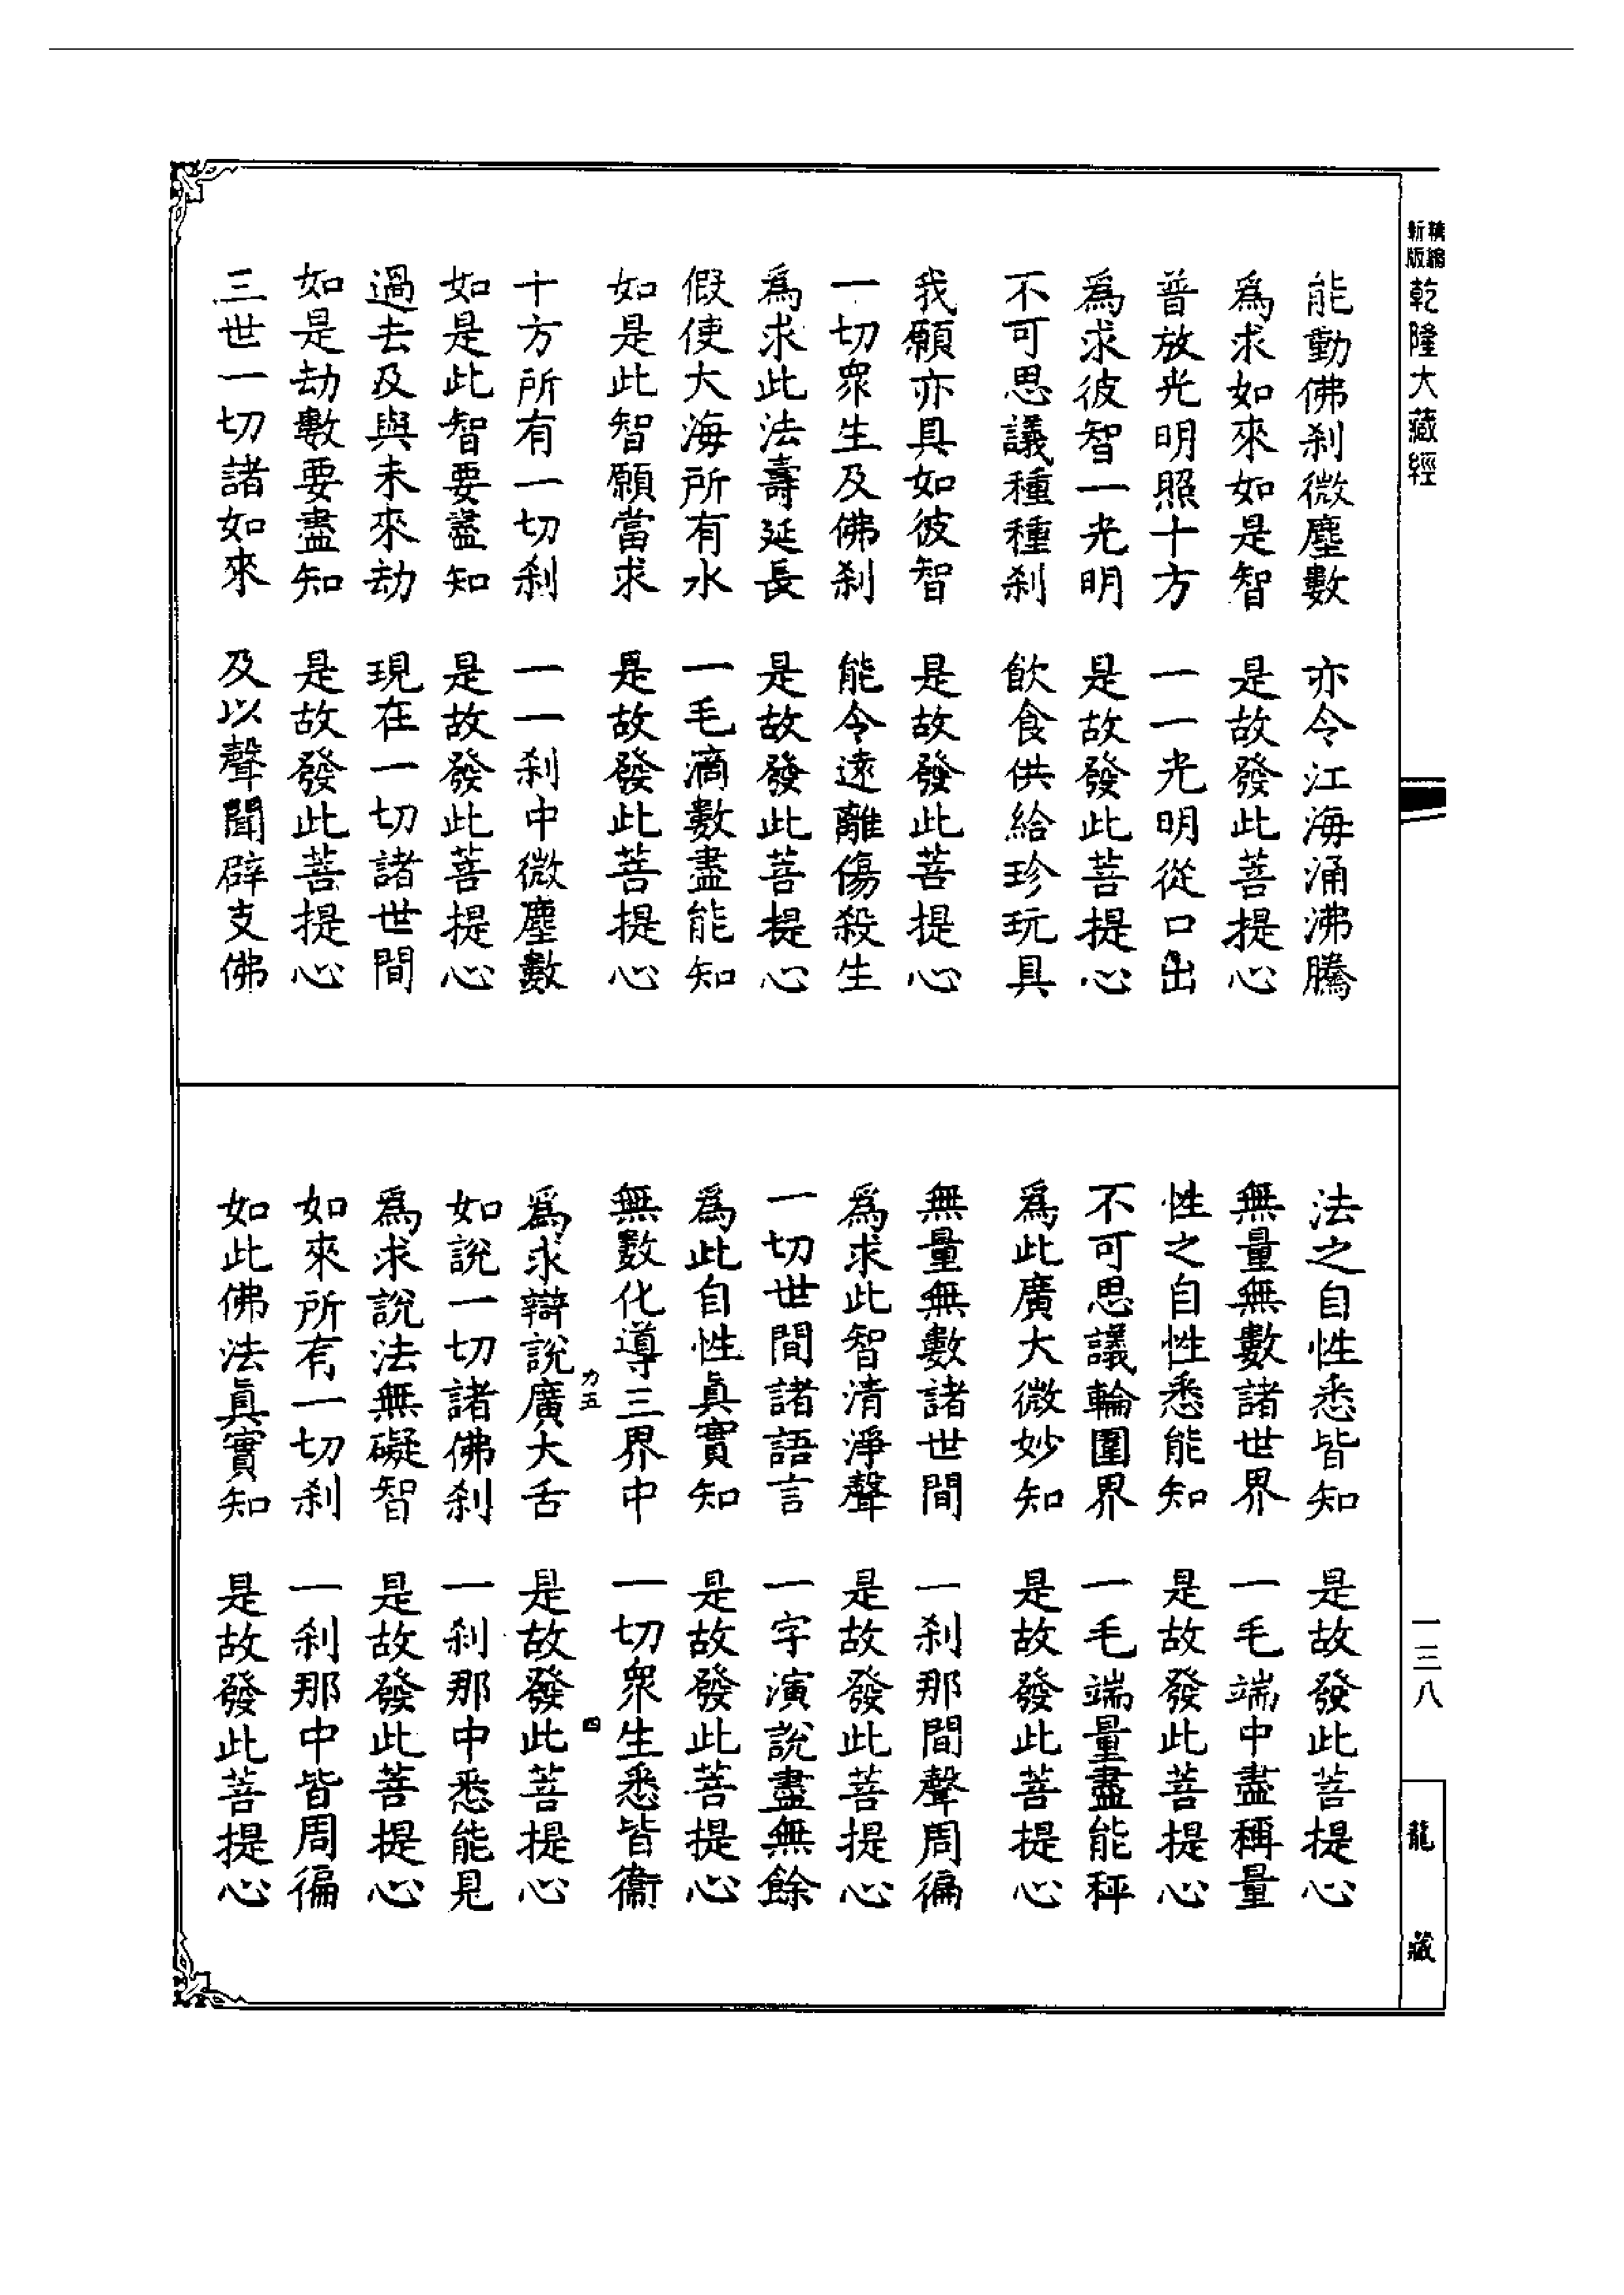 新版精縮乾隆大藏經
能動佛刹微塵數　亦令江海涌沸騰
爲求如來如是智　是故發此菩提心
普放光明照十方　一一光明從口出
爲求彼智一光明　是故發此菩提心
不可思議種種刹　飲食供給珍玩具
我願亦具如彼智　是故發此菩提心
一切衆生及佛刹　能令遠離傷殺生
爲求此法壽延長　是故發此菩提心
假使大海所有水　一毛滴數盡能知
如是此智願當求　是故發此菩提心
十方所有一切刹　一一刹中微塵數
如是此智要盡知　是故發此菩提心
過去及與未來劫　現在一切諸世間
如是劫數要盡知　是故發此菩提心
三世一切諸如來　及以聲聞辟支佛
法之自性悉皆知　是故發此菩提心
無量無數諸世界　一毛端中盡稱量
性之自性悉能知　是故發此菩提心
不可思議輪圍界　一毛端量盡能秤
爲此廣大微妙知　是故發此菩提心
無量無數諸世間　一刹那間聲周徧
爲求此智清淨聲　是故發此菩提心
一切世間諸語言　一字演說盡無餘
爲此自性眞實知　是故發此菩提心
無數化導三界中　一切衆生悉皆衞
力五　四
爲求辯說廣大舌　是故發此菩提心
如說一切諸佛刹　一刹那中悉能見
爲求說法無礙智　是故發此菩提心
如來所有一切刹　一刹那中皆周徧
如此佛法眞實知　是故發此菩提心
一三八
龍藏